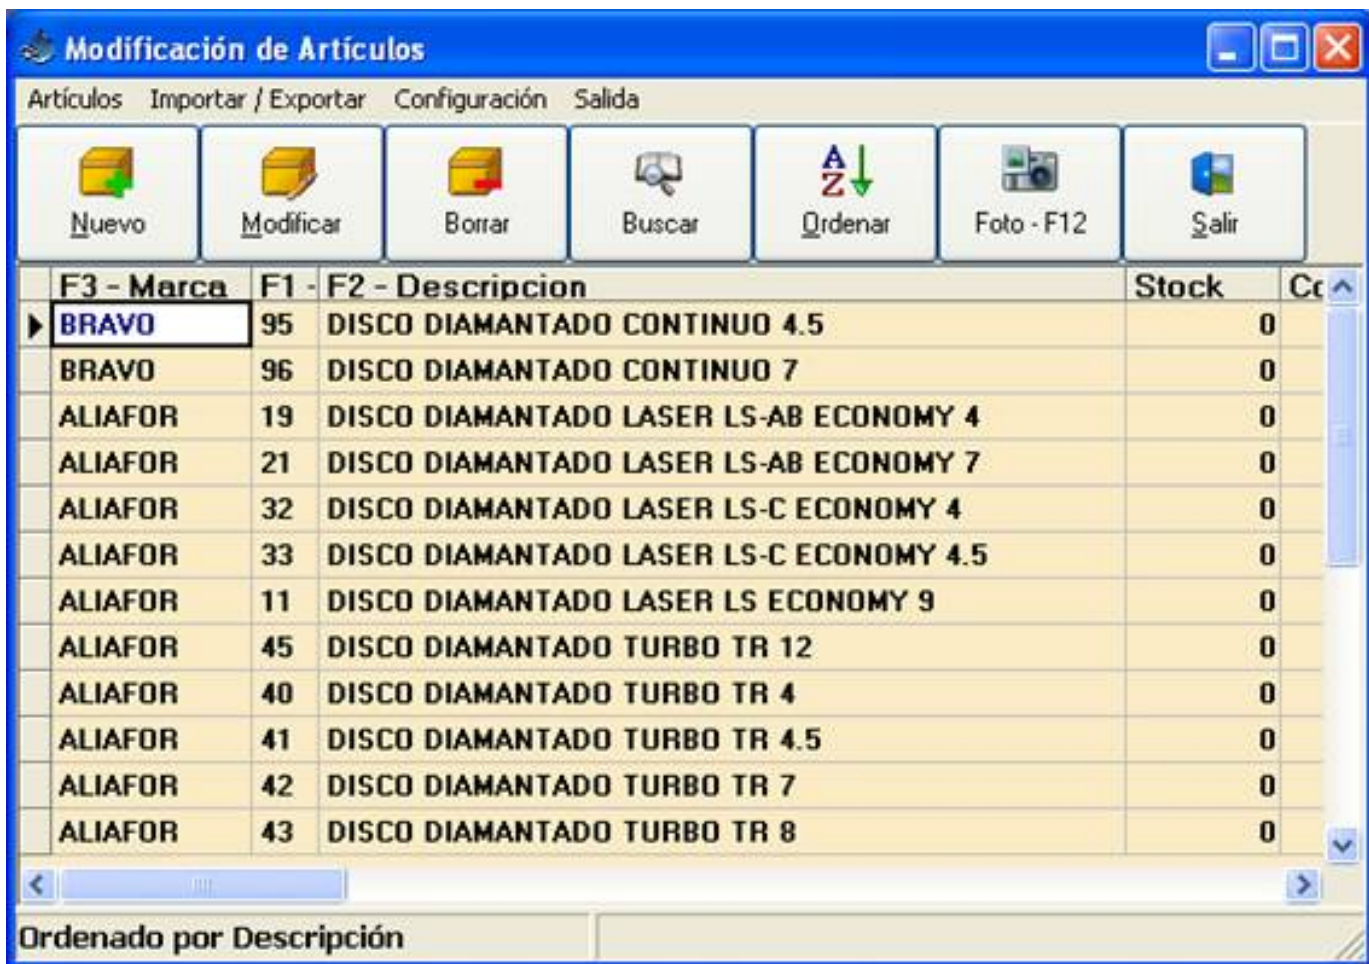 Modificación de Artículos
Artículos Importar / Exportar Configuración Salida
Nuevo Modificar Borrar Buscar Ordenar Foto - F12 Salir
F3 - Marca F1 - F2 - Descripcion Stock
BRAVO 95 DISCO DIAMANTADO CONTINUO 4.5 0
BRAVO 96 DISCO DIAMANTADO CONTINUO 7 0
ALIAFOR 19 DISCO DIAMANTADO LASER LS-AB ECONOMY 4 0
ALIAFOR 21 DISCO DIAMANTADO LASER LS-AB ECONOMY 7 0
ALIAFOR 32 DISCO DIAMANTADO LASER LS-C ECONOMY 4 0
ALIAFOR 33 DISCO DIAMANTADO LASER LS-C ECONOMY 4.5 0
ALIAFOR 11 DISCO DIAMANTADO LASER LS ECONOMY 9 0
ALIAFOR 45 DISCO DIAMANTADO TURBO TR 12 0
ALIAFOR 40 DISCO DIAMANTADO TURBO TR 4 0
ALIAFOR 41 DISCO DIAMANTADO TURBO TR 4.5 0
ALIAFOR 42 DISCO DIAMANTADO TURBO TR 7 0
ALIAFOR 43 DISCO DIAMANTADO TURBO TR 8 0
Ordenado por Descripción